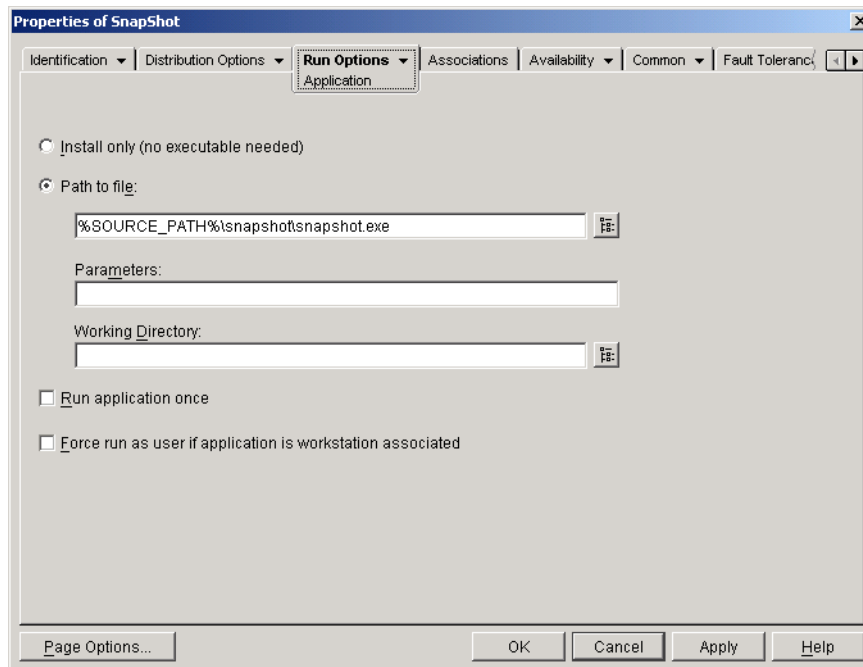 Properties of SnapShot
Identification Distribution Options Run Options Associations Availability Common Fault Toleranc
Application
Install only (no executable needed)
Path to file:
%SOURCE_PATH%\snapshot\snapshot.exe
Parameters:
Working Directory:
Run application once
Force run as user if application is workstation associated
Page Options... OK Cancel Apply Help